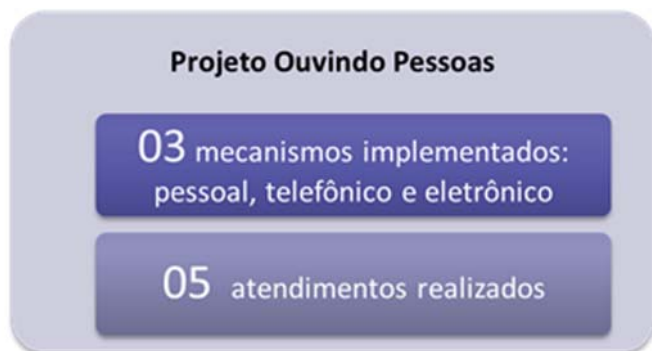 Projeto Ouvindo Pessoas
03 mecanismos implementados:
pessoal, telefônico e eletrônico
05 atendimentos realizados